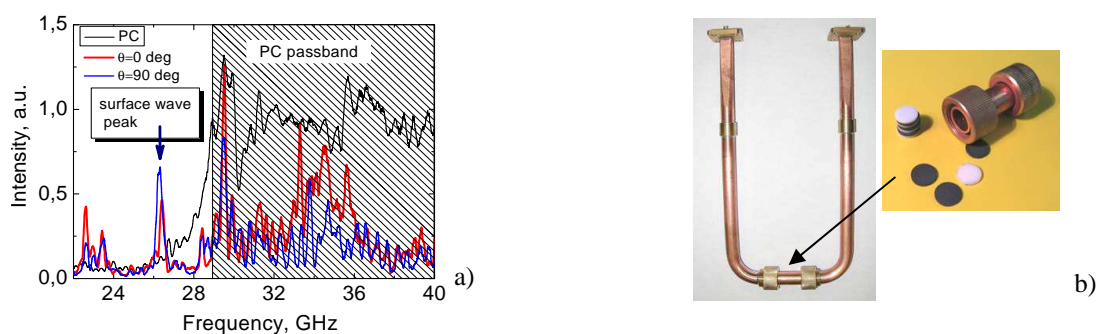 1,5
1,0
0,5
0,0
22
24
28
32
36
40
Intensity, a.u.
Frequency, GHz
PC
θ=0 deg
θ=90 deg
surface wave
peak
PC passband
a)
b)